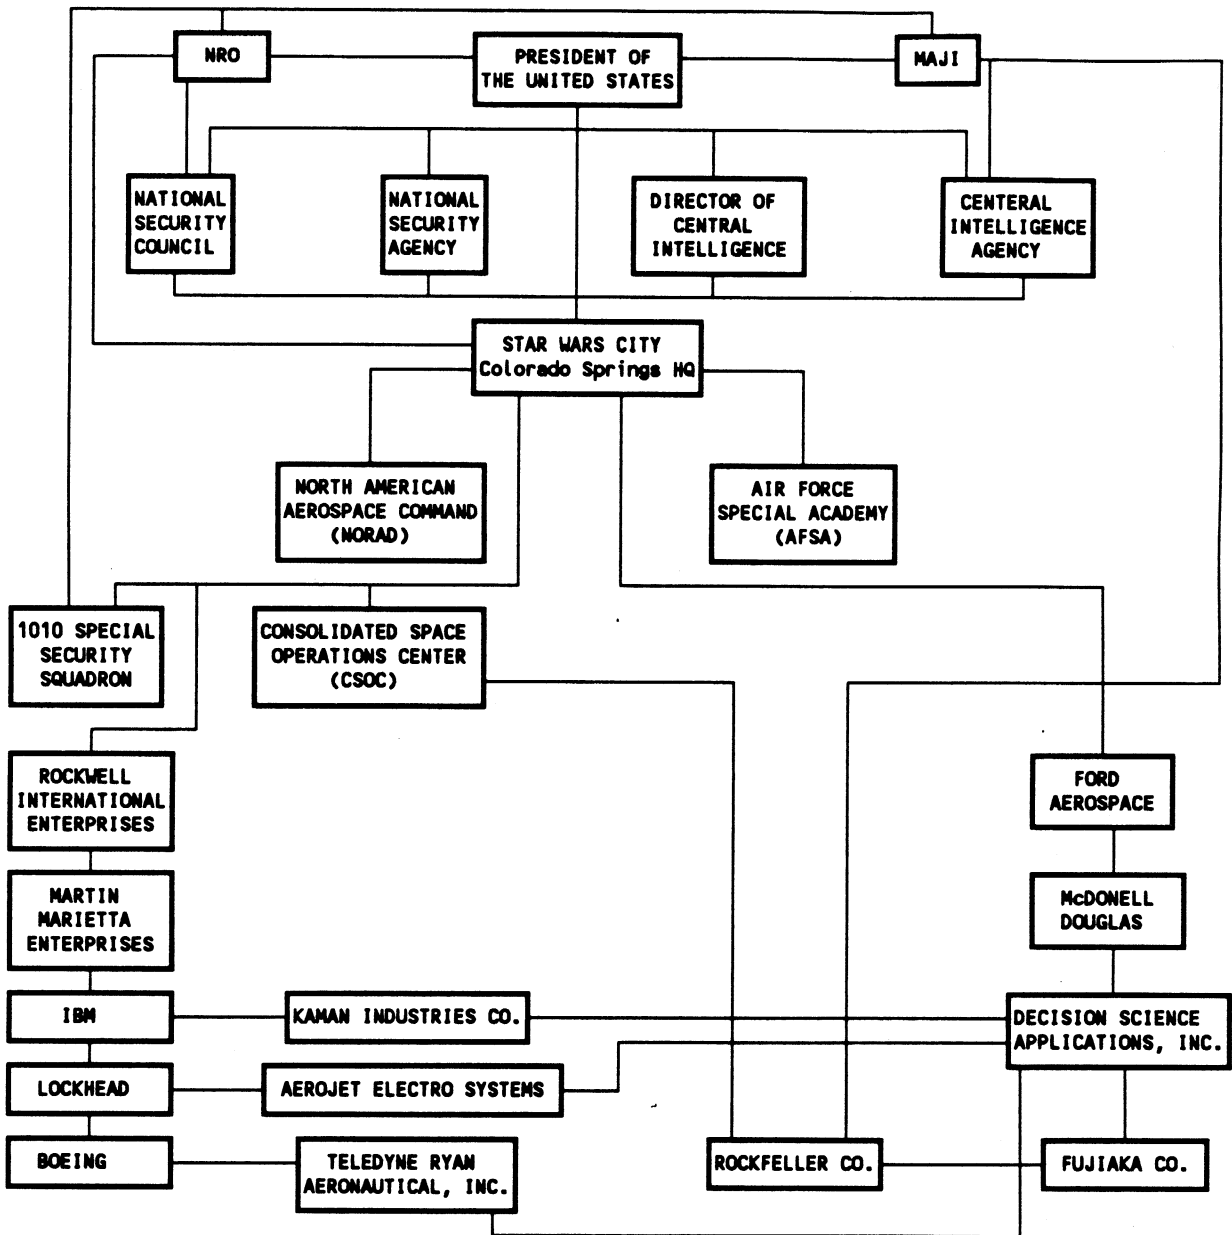 NRO
PRESIDENT OF
THE UNITED STATES
MAJI
NATIONAL
SECURITY
COUNCIL
NATIONAL
SECURITY
AGENCY
DIRECTOR OF
CENTRAL
INTELLIGENCE
CENTERAL
INTELLIGENCE
AGENCY
STAR WARS CITY
Colorado Springs HQ
NORTH AMERICAN
AEROSPACE COMMAND
(NORAD)
AIR FORCE
SPECIAL ACADEMY
(AFSA)
1010 SPECIAL
SECURITY
SQUADRON
CONSOLIDATED SPACE
OPERATIONS CENTER
(CSOC)
ROCKWELL
INTERNATIONAL
ENTERPRISES
FORD
AEROSPACE
MARTIN
MARIETTA
ENTERPRISES
McDONELL
DOUGLAS
IBM
KAMAN INDUSTRIES CO.
DECISION SCIENCE
APPLICATIONS, INC.
LOCKHEAD
AEROJET ELECTRO SYSTEMS
BOEING
TELEDYNE RYAN
AERONAUTICAL, INC.
ROCKFELLER CO.
FUJIAKA CO.